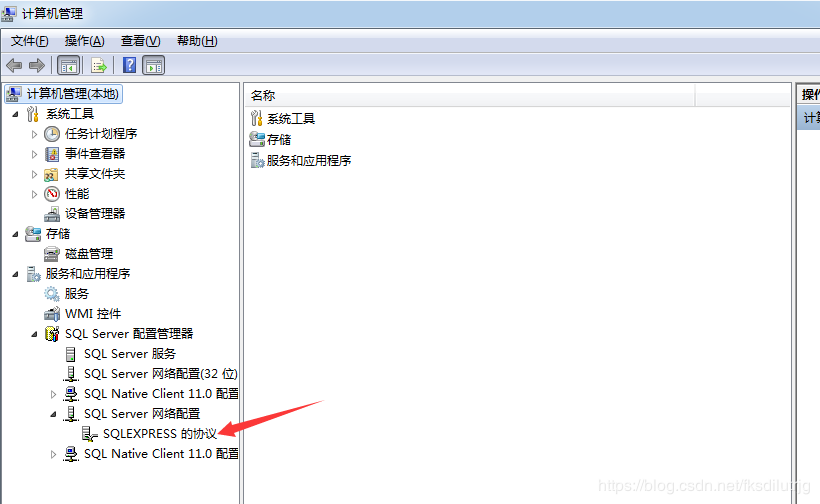 计算机管理
文件(F) 操作(A) 查看(V) 帮助(H)
计算机管理(本地)
系统工具
任务计划程序
事件查看器
共享文件夹
性能
设备管理器
存储
磁盘管理
服务和应用程序
服务
WMI 控件
SQL Server 配置管理器
SQL Server 服务
SQL Server 网络配置(32 位)
SQL Native Client 11.0 配置
SQL Server 网络配置
SQLEXPRESS 的协议
SQL Native Client 11.0 配置
名称
系统工具
存储
服务和应用程序
操作
计算